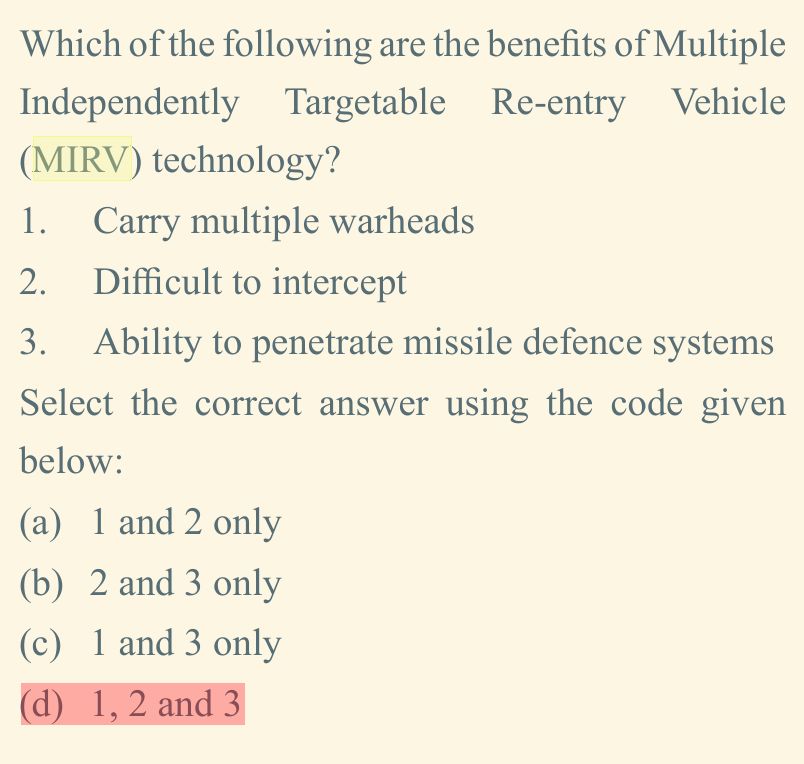 Which of the following are the benefits of Multiple
Independently Targetable Re-entry Vehicle
(MIRV) technology?
1. Carry multiple warheads
2. Difficult to intercept
3. Ability to penetrate missile defence systems
Select the correct answer using the code given
below:
(a) 1 and 2 only
(b) 2 and 3 only
(c) 1 and 3 only
(d) 1, 2 and 3